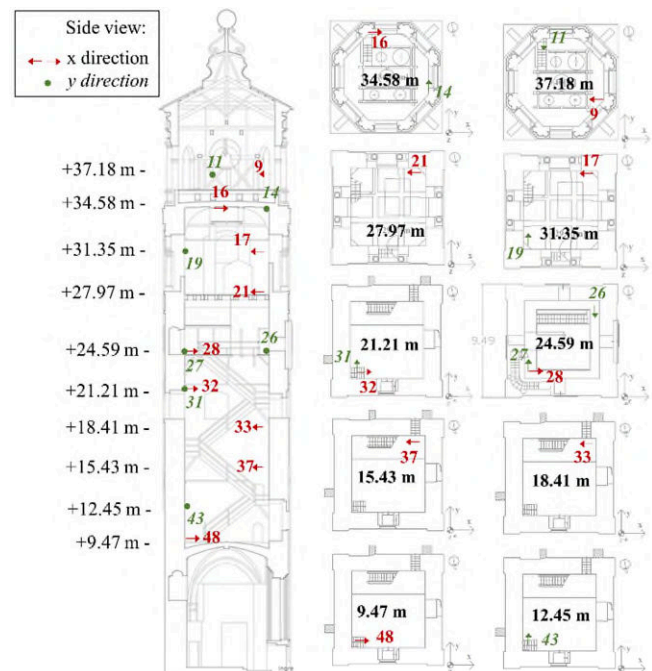 Side view:
x direction
y direction
+37.18 m -
+34.58 m -
+31.35 m -
+27.97 m -
+24.59 m -
+21.21 m -
+18.41 m -
+15.43 m -
+12.45 m -
+9.47 m -
11
9
16
14
17
19
21
28
26
27
32
31
33
37
43
48
16
34.58 m
14
x
y
z
11
37.18 m
9
x
y
z
21
27.97 m
x
y
z
17
31.35 m
19
x
y
z
21.21 m
31
32
x
y
z
9.49
26
24.59 m
27
28
x
y
z
37
15.43 m
x
y
z
33
18.41 m
x
y
z
9.47 m
48
x
y
z
12.45 m
43
x
y
z